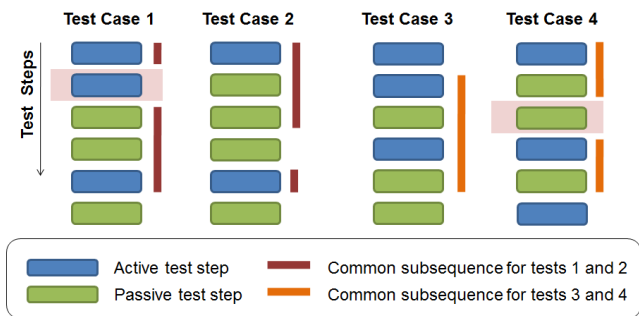 Test Case 1
Test Case 2
Test Case 3
Test Case 4
Test Steps
Active test step
Common subsequence for tests 1 and 2
Passive test step
Common subsequence for tests 3 and 4